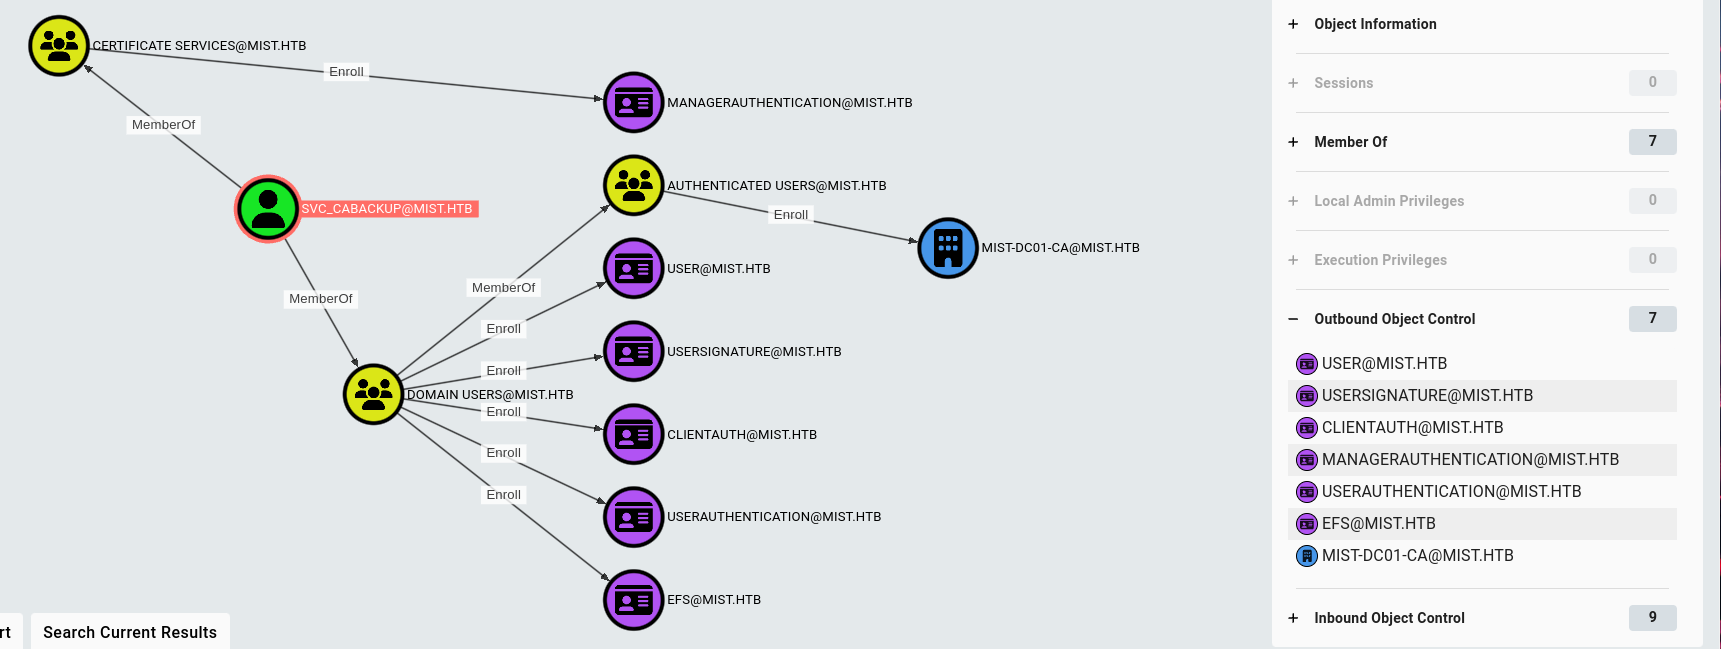 CERTIFICATE SERVICES@MIST.HTB
Enroll
MANAGERAUTHENTICATION@MIST.HTB
MemberOf
AUTHENTICATED USERS@MIST.HTB
SVC_CABACKUP@MIST.HTB
Enroll
MIST-DC01-CA@MIST.HTB
USER@MIST.HTB
MemberOf
MemberOf
Enroll
USERSIGNATURE@MIST.HTB
Enroll
DOMAIN USERS@MIST.HTB
Enroll
CLIENTAUTH@MIST.HTB
Enroll
Enroll
USERAUTHENTICATION@MIST.HTB
EFS@MIST.HTB
rt
Search Current Results
+ Object Information
+ Sessions 0
+ Member Of 7
+ Local Admin Privileges 0
+ Execution Privileges 0
− Outbound Object Control 7
USER@MIST.HTB
USERSIGNATURE@MIST.HTB
CLIENTAUTH@MIST.HTB
MANAGERAUTHENTICATION@MIST.HTB
USERAUTHENTICATION@MIST.HTB
EFS@MIST.HTB
MIST-DC01-CA@MIST.HTB
+ Inbound Object Control 9